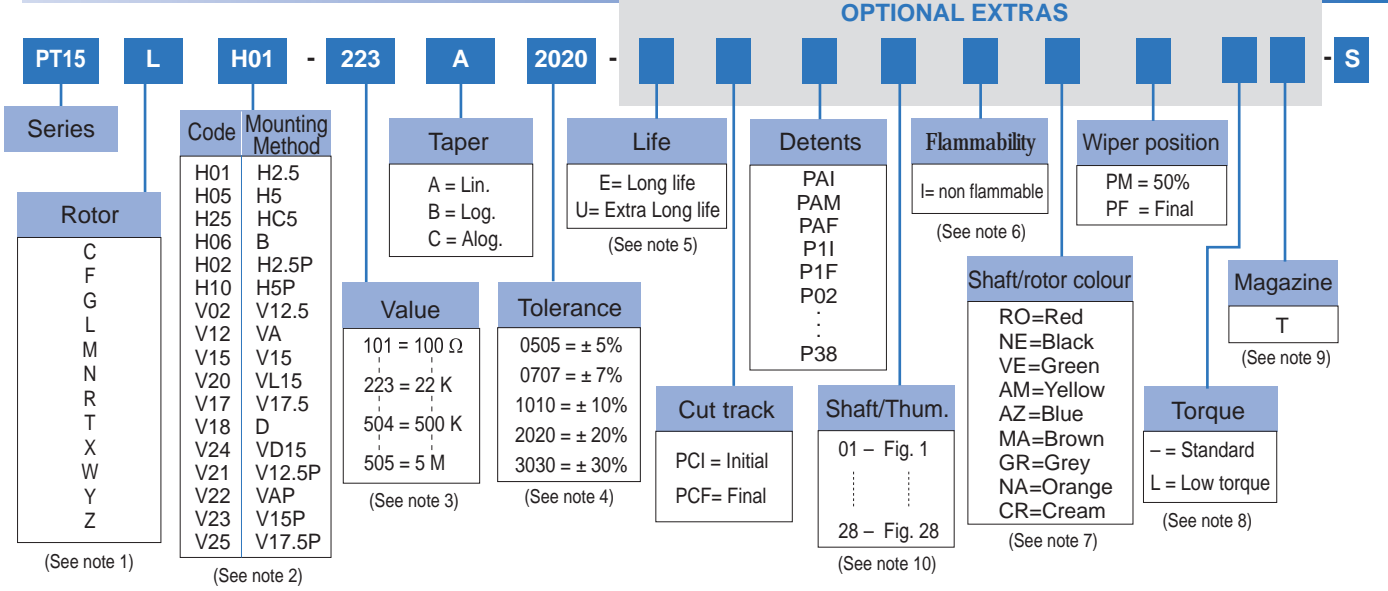 OPTIONAL EXTRAS
PT15 L H01 - 223 A 2020 - - S
Series
Rotor
C
F
G
L
M
N
R
T
X
W
Y
Z
(See note 1)
Code Mounting Method
H01 H2.5
H05 H5
H25 HC5
H06 B
H02 H2.5P
H10 H5P
V02 V12.5
V12 VA
V15 V15
V20 VL15
V17 V17.5
V18 D
V24 VD15
V21 V12.5P
V22 VAP
V23 V15P
V25 V17.5P
(See note 2)
Value
101 = 100 Ω
223 = 22 K
504 = 500 K
505 = 5 M
(See note 3)
Taper
A = Lin.
B = Log.
C = Alog.
Tolerance
0505 = ± 5%
0707 = ± 7%
1010 = ± 10%
2020 = ± 20%
3030 = ± 30%
(See note 4)
Life
E= Long life
U= Extra Long life
(See note 5)
Cut track
PCI = Initial
PCF= Final
Detents
PAI
PAM
PAF
P1I
P1F
P02
.
.
.
P38
Shaft/Thum.
01 – Fig. 1
28 – Fig. 28
(See note 10)
Flammability
I= non flammable
(See note 6)
Shaft/rotor colour
RO=Red
NE=Black
VE=Green
AM=Yellow
AZ=Blue
MA=Brown
GR=Grey
NA=Orange
CR=Cream
(See note 7)
Wiper position
PM = 50%
PF = Final
Torque
– = Standard
L = Low torque
(See note 8)
Magazine
T
(See note 9)